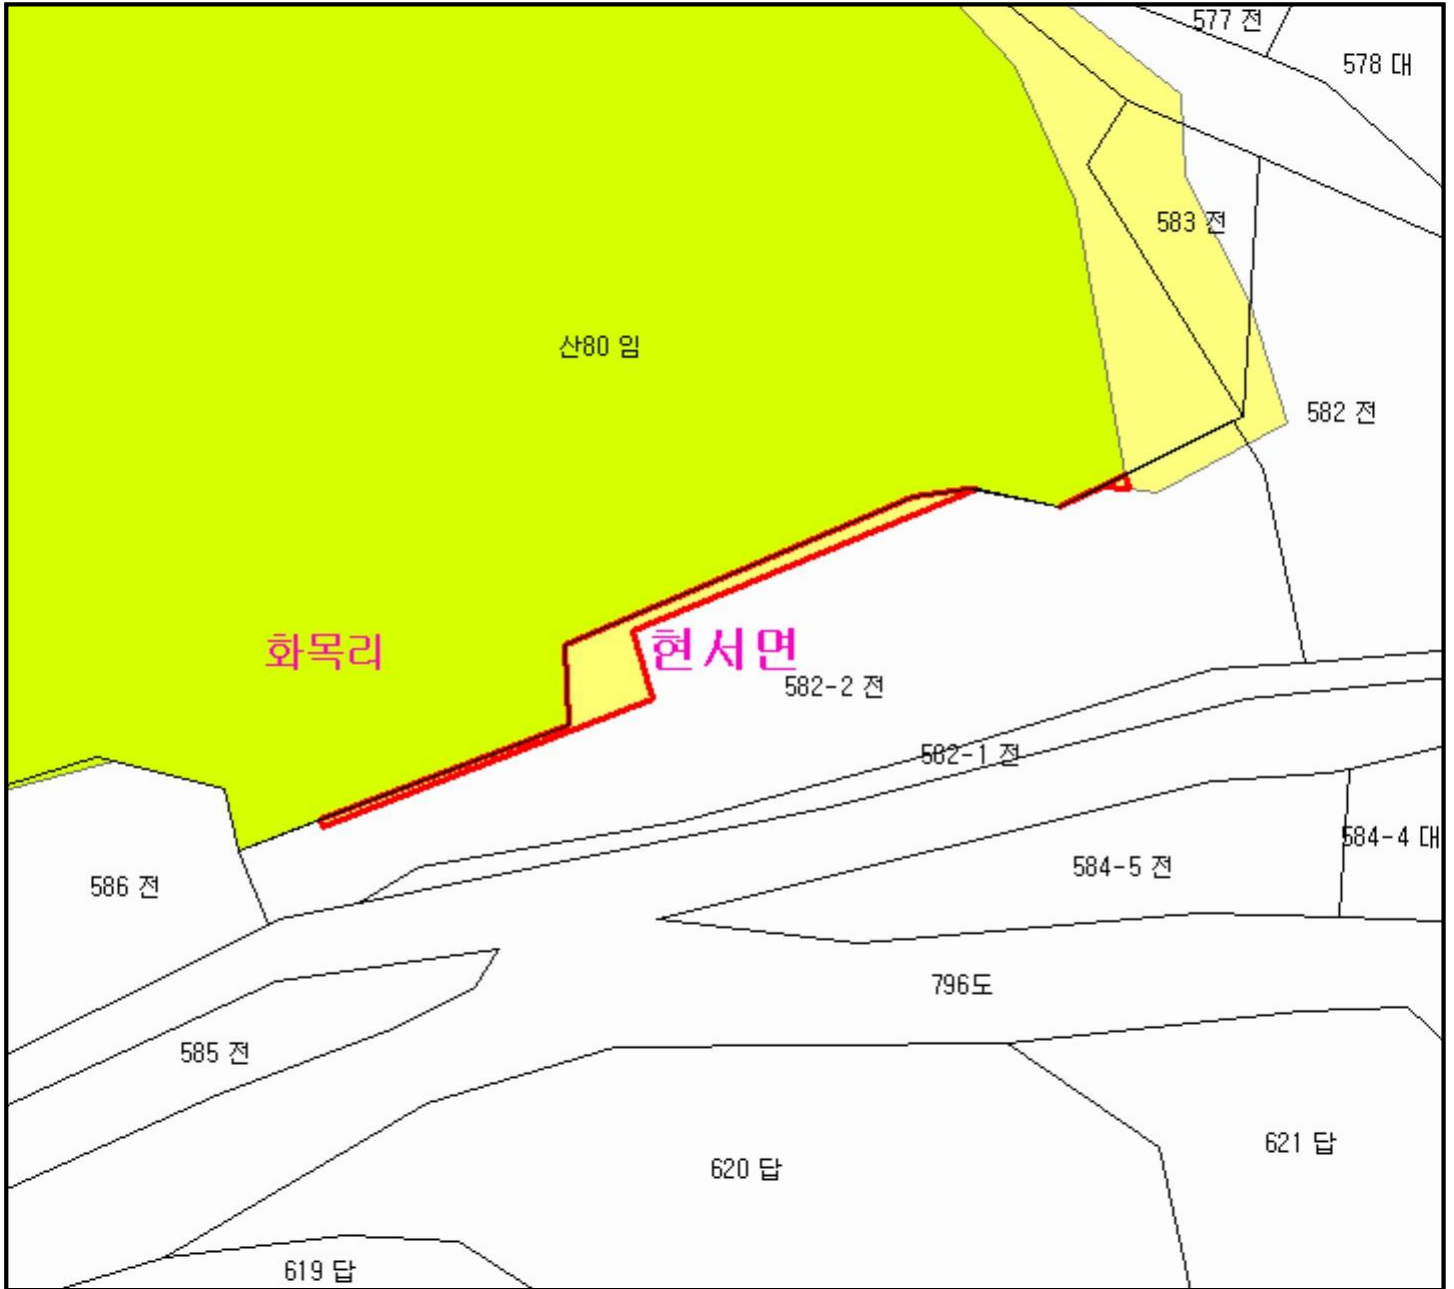 577 전
578 대
583 전
산80 임
582 전
화목리
현서면
582-2 전
582-1 전
584-4 대
584-5 전
586 전
796도
585 전
621 답
620 답
619 답